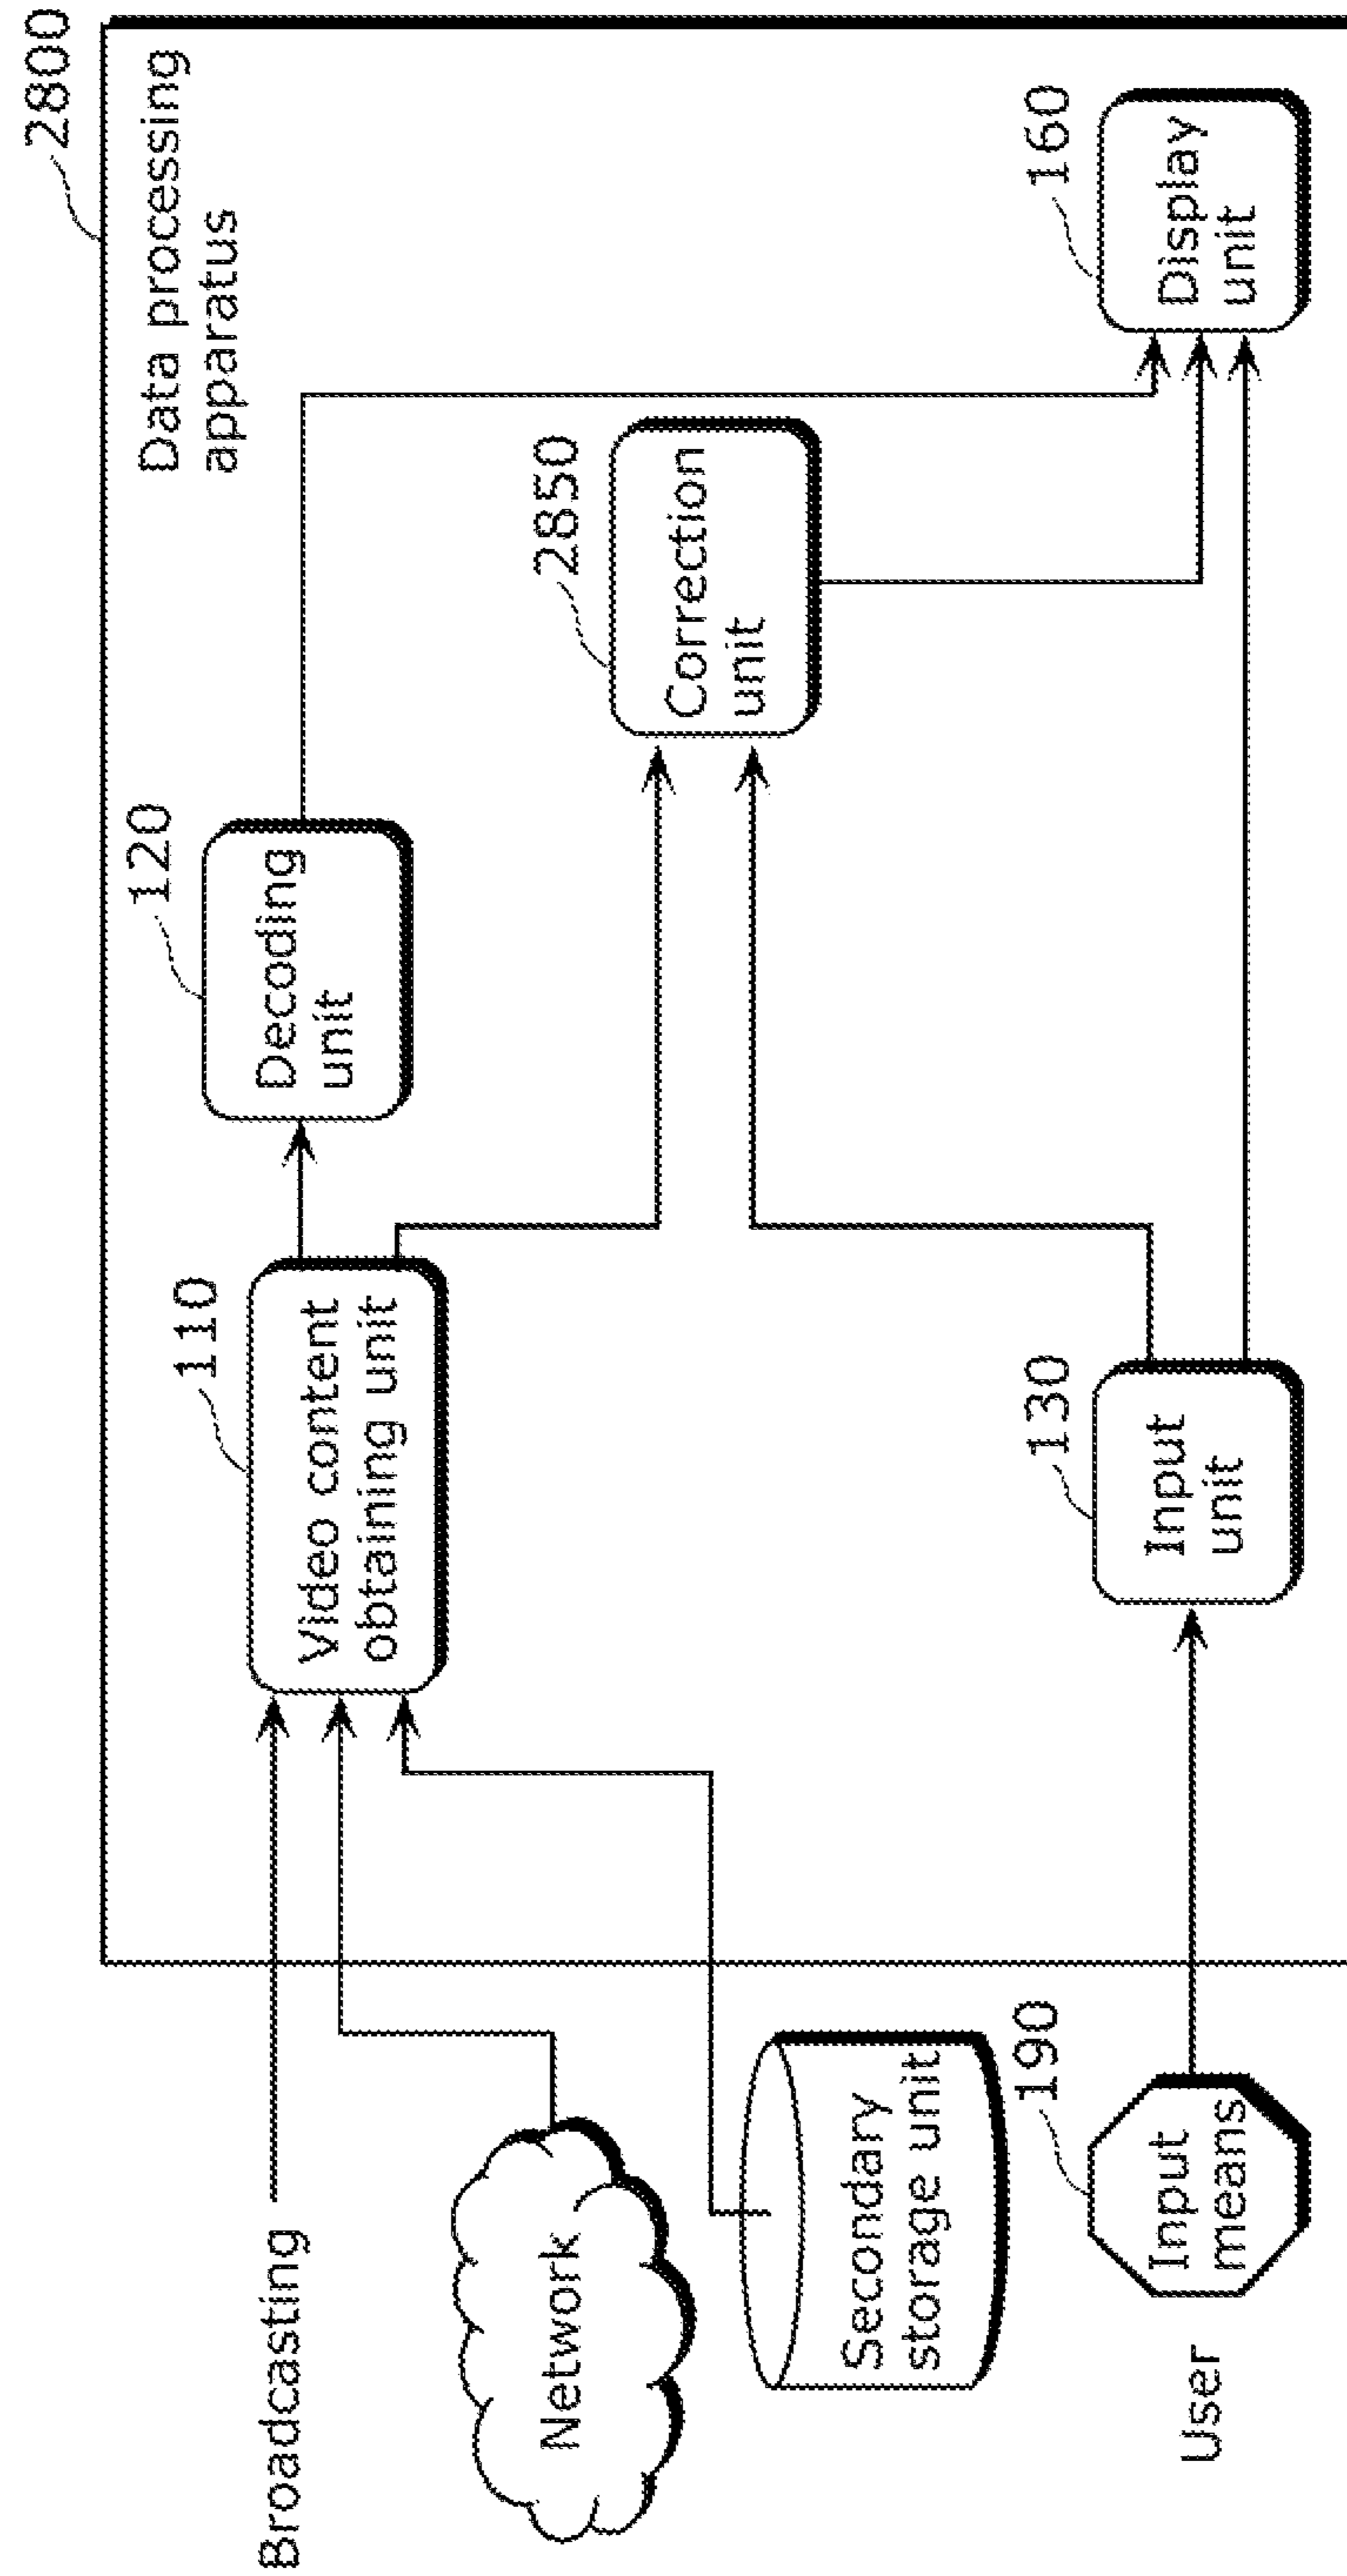 2800
Data processing
apparatus
Broadcasting
110
Video content
obtaining unit
120
Decoding
unit
Network
2850
Correction
unit
Secondary
storage unit
User
190
Input
means
130
Input
unit
160
Display
unit